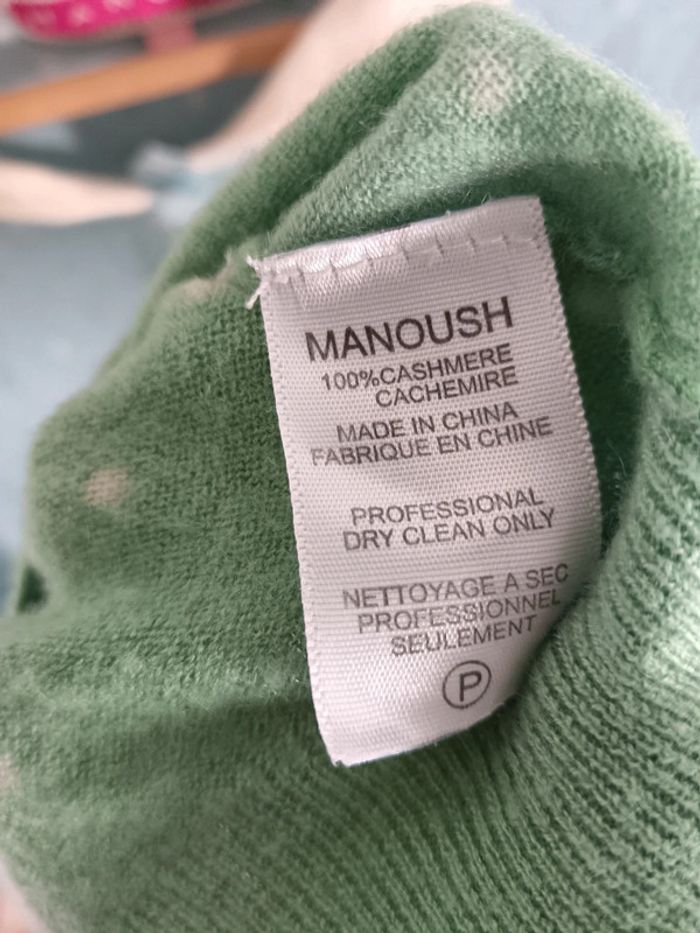 MANOUSH
100%CASHMERE
CACHEMIRE
MADE IN CHINA
FABRIQUE EN CHINE
PROFESSIONAL
DRY CLEAN ONLY
NETTOYAGE A SEC
PROFESSIONNEL
SEULEMENT
P